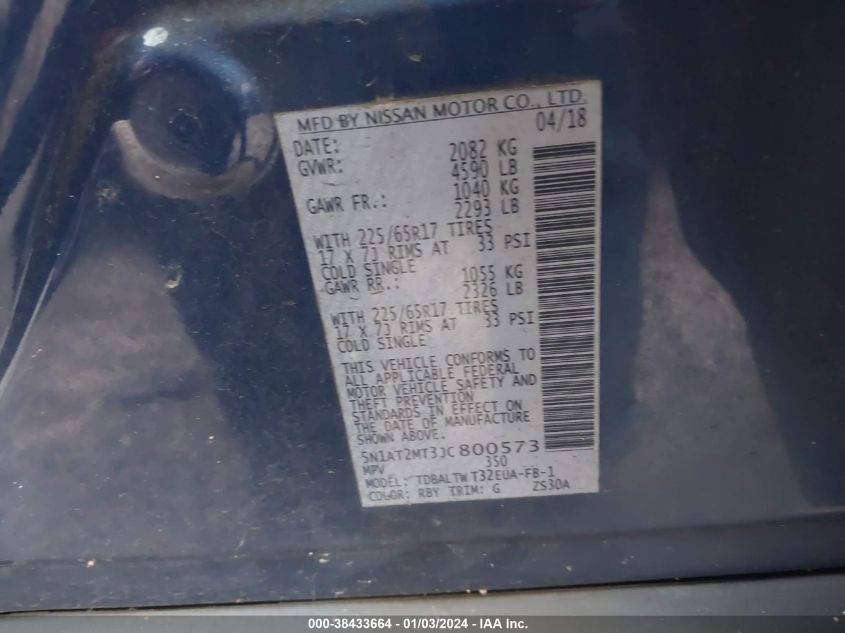 MFD BY NISSAN MOTOR CO., LTD.
DATE: 04/18
GVWR: 2082 KG
4590 LB
GAWR FR.: 1040 KG
2293 LB
WITH 225/65R17 TIRES
17 X 7J RIMS AT 33 PSI
COLD SINGLE
GAWR RR.: 1055 KG
2326 LB
WITH 225/65R17 TIRES
17 X 7J RIMS AT 33 PSI
COLD SINGLE
THIS VEHICLE CONFORMS TO
ALL APPLICABLE FEDERAL
MOTOR VEHICLE SAFETY AND
THEFT PREVENTION
STANDARDS IN EFFECT ON
THE DATE OF MANUFACTURE
SHOWN ABOVE.
5N1AT2MT3JC800573
MPV 350
MODEL: TDBALTWT32EUA-FB-1
COLOR: RBY TRIM: G ZS30A
000-38433664 - 01/03/2024 - IAA Inc.